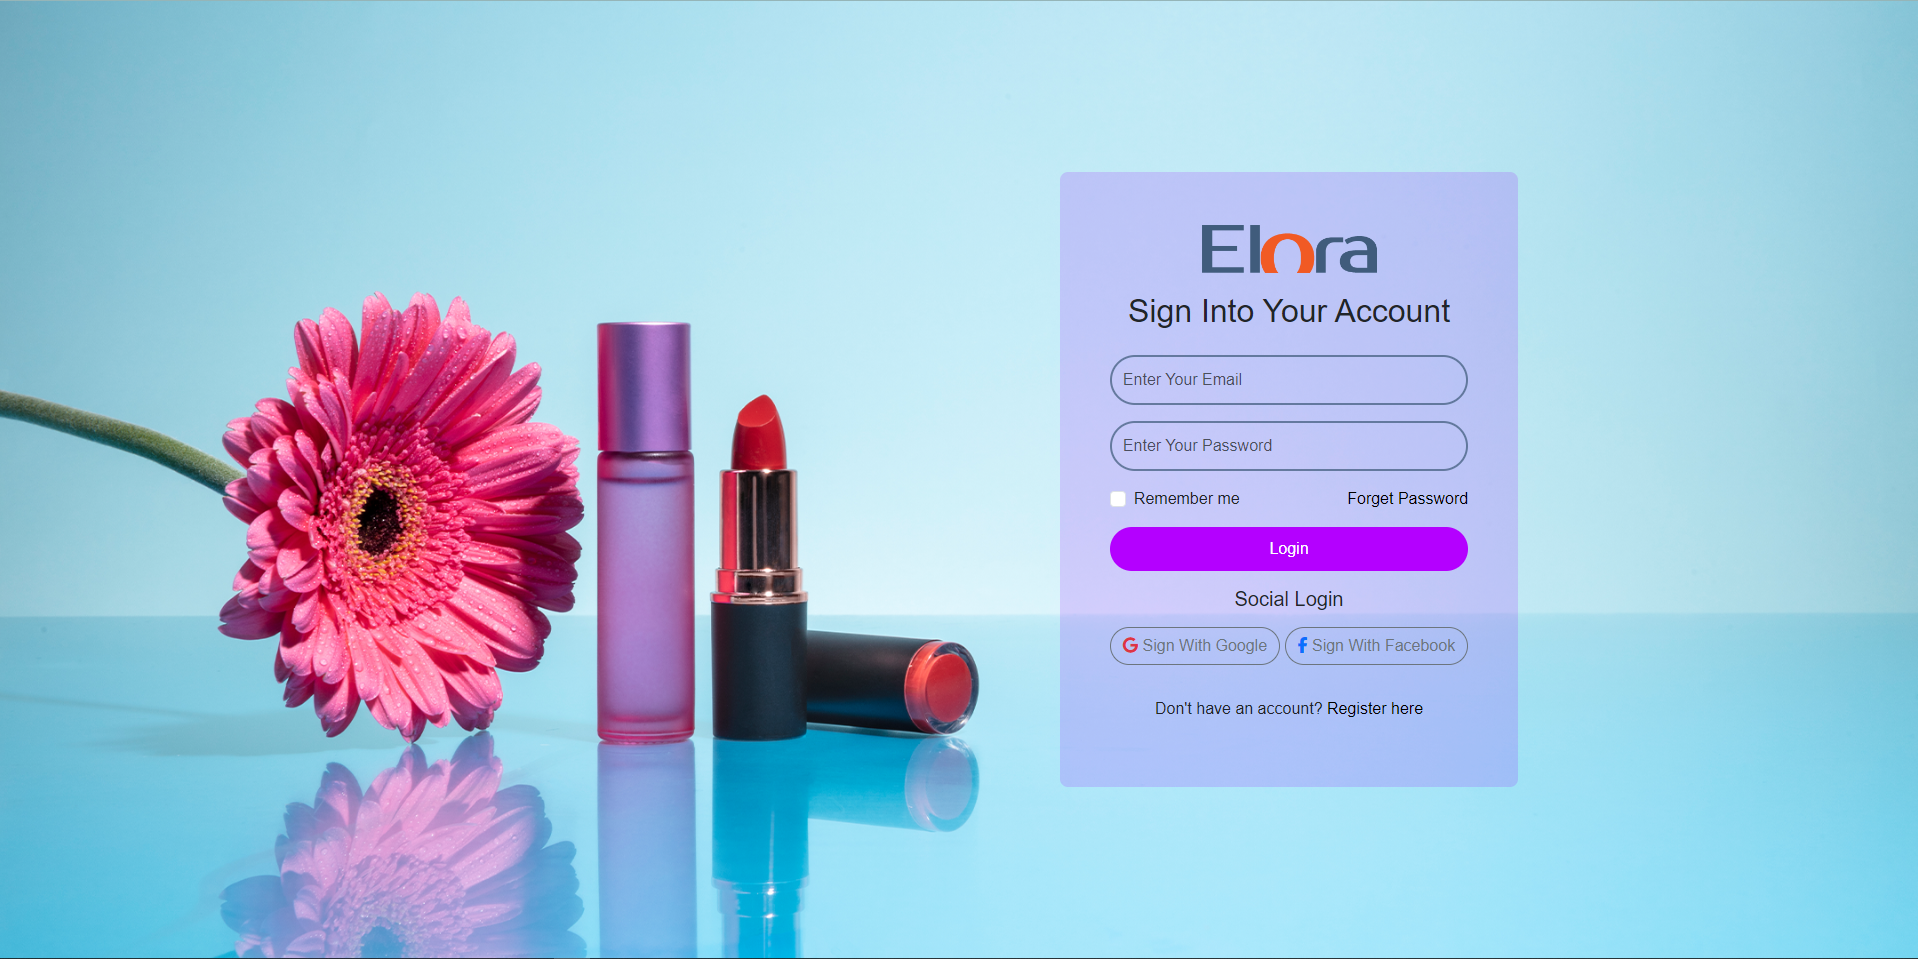 Elora
Sign Into Your Account
Enter Your Email
Enter Your Password
Remember me Forget Password
Login
Social Login
Sign With Google Sign With Facebook
Don't have an account? Register here